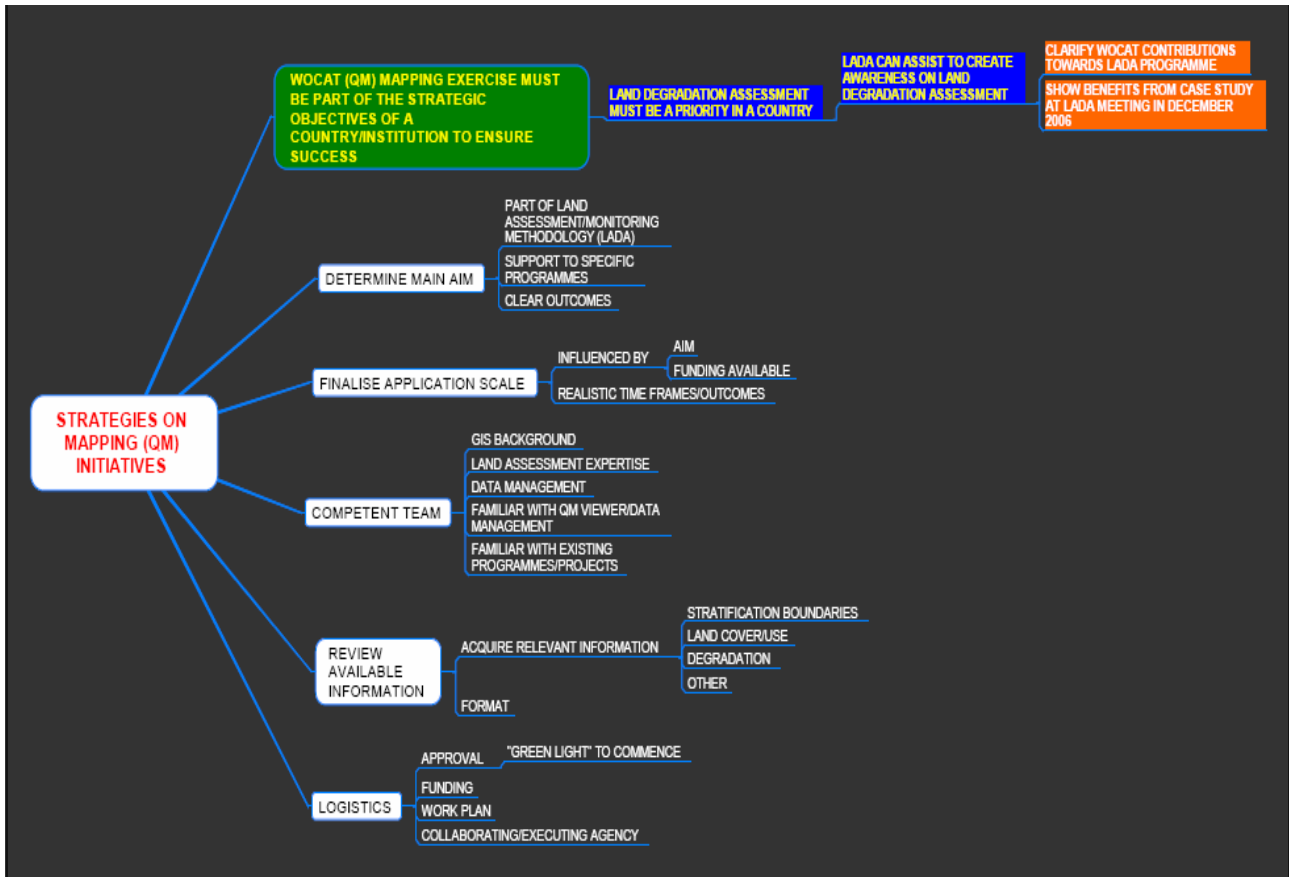 STRATEGIES ON
MAPPING (QM)
INITIATIVES
WOCAT (QM) MAPPING EXERCISE MUST
BE PART OF THE STRATEGIC
OBJECTIVES OF A
COUNTRY/INSTITUTION TO ENSURE
SUCCESS
LAND DEGRADATION ASSESSMENT
MUST BE A PRIORITY IN A COUNTRY
LADA CAN ASSIST TO CREATE
AWARENESS ON LAND
DEGRADATION ASSESSMENT
CLARIFY WOCAT CONTRIBUTIONS
TOWARDS LADA PROGRAMME
SHOW BENEFITS FROM CASE STUDY
AT LADA MEETING IN DECEMBER
2006
DETERMINE MAIN AIM
PART OF LAND
ASSESSMENT/MONITORING
METHODOLOGY (LADA)
SUPPORT TO SPECIFIC
PROGRAMMES
CLEAR OUTCOMES
FINALISE APPLICATION SCALE
INFLUENCED BY
AIM
FUNDING AVAILABLE
REALISTIC TIME FRAMES/OUTCOMES
COMPETENT TEAM
GIS BACKGROUND
LAND ASSESSMENT EXPERTISE
DATA MANAGEMENT
FAMILIAR WITH QM VIEWER/DATA
MANAGEMENT
FAMILIAR WITH EXISTING
PROGRAMMES/PROJECTS
REVIEW
AVAILABLE
INFORMATION
ACQUIRE RELEVANT INFORMATION
STRATIFICATION BOUNDARIES
LAND COVER/USE
DEGRADATION
OTHER
FORMAT
LOGISTICS
APPROVAL
"GREEN LIGHT" TO COMMENCE
FUNDING
WORK PLAN
COLLABORATING/EXECUTING AGENCY